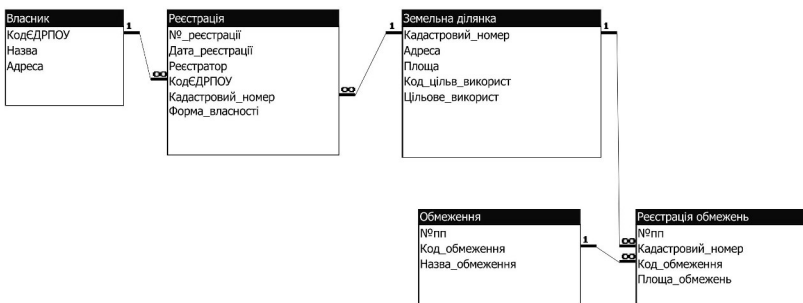 Власник
КодЄДРПОУ
Назва
Адреса
1
∞
Реєстрація
№_реєстрації
Дата_реєстрації
Реєстратор
КодЄДРПОУ
Кадастровий_номер
Форма_власності
∞
1
Земельна ділянка
Кадастровий_номер
Адреса
Площа
Код_цільв_використ
Цільове_використ
1
Обмеження
№пп
Код_обмеження
Назва_обмеження
1
∞
∞
Реєстрація обмежень
№пп
Кадастровий_номер
Код_обмеження
Площа_обмежень